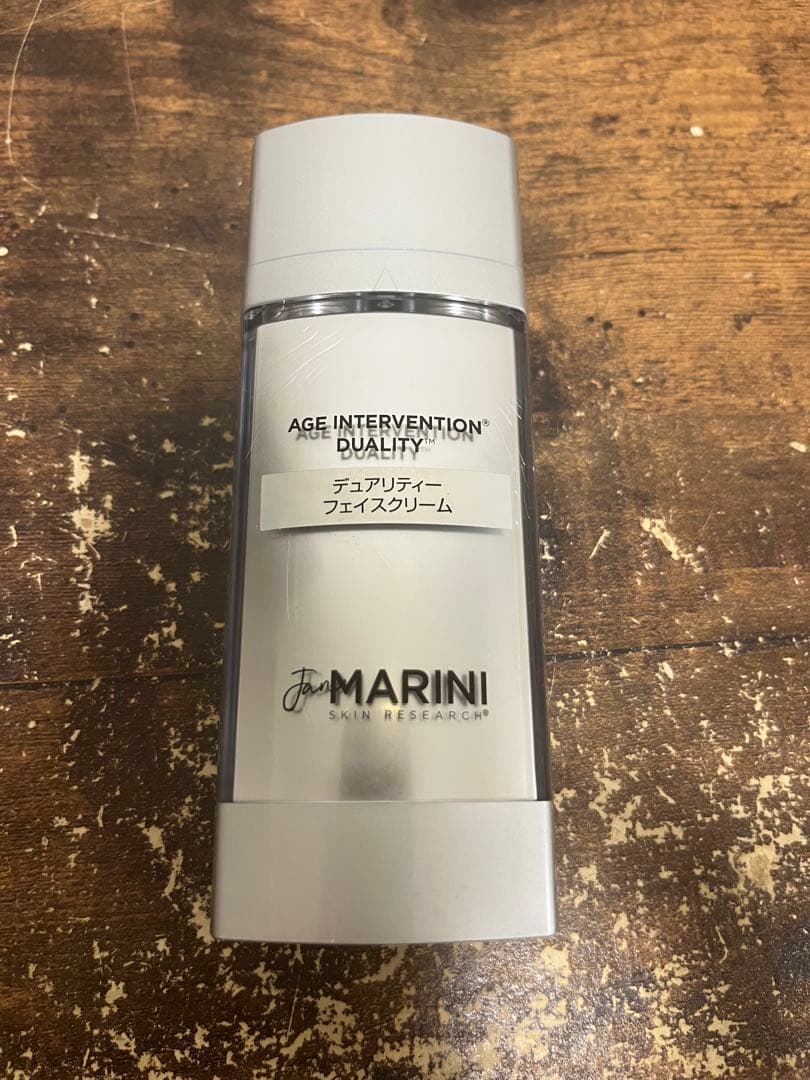 AGE INTERVENTION®
DUALITY™
デュアリティー
フェイスクリーム
Jan MARINI
SKIN RESEARCH®